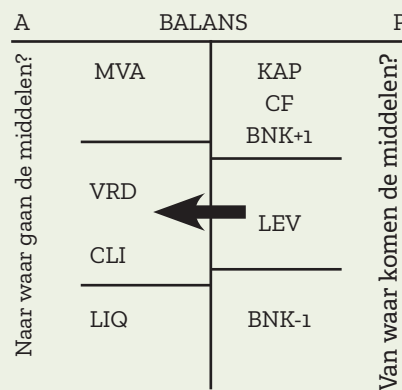 A BALANS P
Naar waar gaan de middelen?
MVA
VRD
CLI
LIQ
KAP
CF
BNK+1
LEV
BNK-1
Van waar komen de middelen?